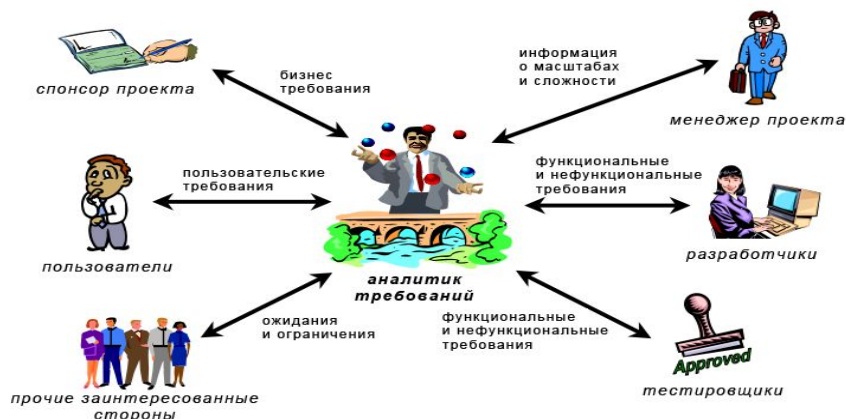 спонсор проекта
бизнес
требования
информация
о масштабах
и сложности
менеджер проекта
пользовательские
требования
пользователи
функциональные
и нефункциональные
требования
разработчики
аналитик
требований
ожидания
и ограничения
прочие заинтересованные
стороны
функциональные
и нефункциональные
требования
Approved
тестировщики